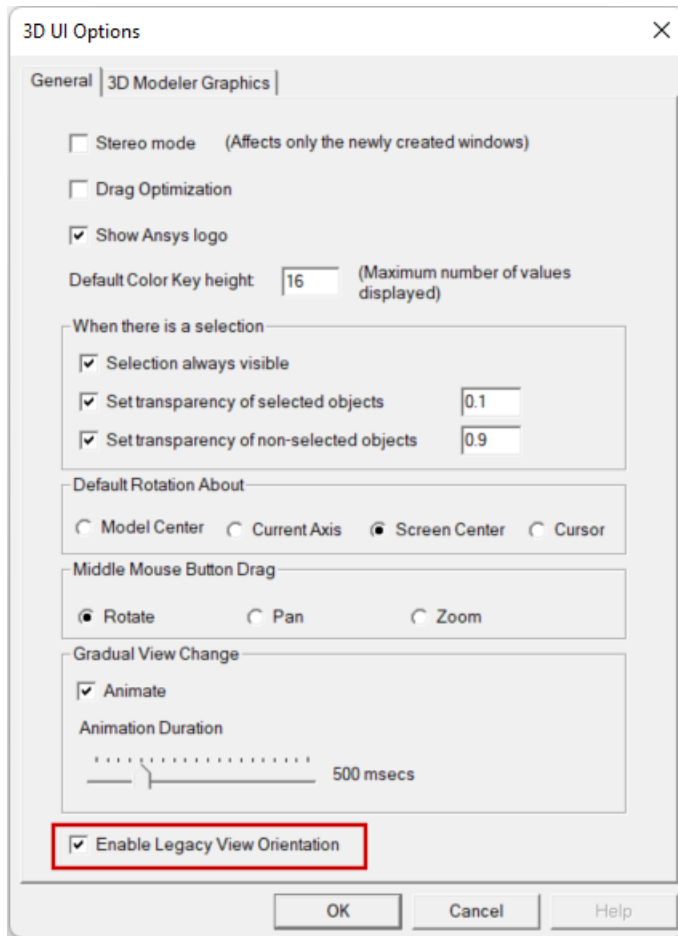 3D UI Options
General
3D Modeler Graphics
Stereo mode (Affects only the newly created windows)
Drag Optimization
Show Ansys logo
Default Color Key height: 16 (Maximum number of values
displayed)
When there is a selection
Selection always visible
Set transparency of selected objects 0.1
Set transparency of non-selected objects 0.9
Default Rotation About
Model Center Current Axis Screen Center Cursor
Middle Mouse Button Drag
Rotate Pan Zoom
Gradual View Change
Animate
Animation Duration
500 msecs
Enable Legacy View Orientation
OK Cancel Help